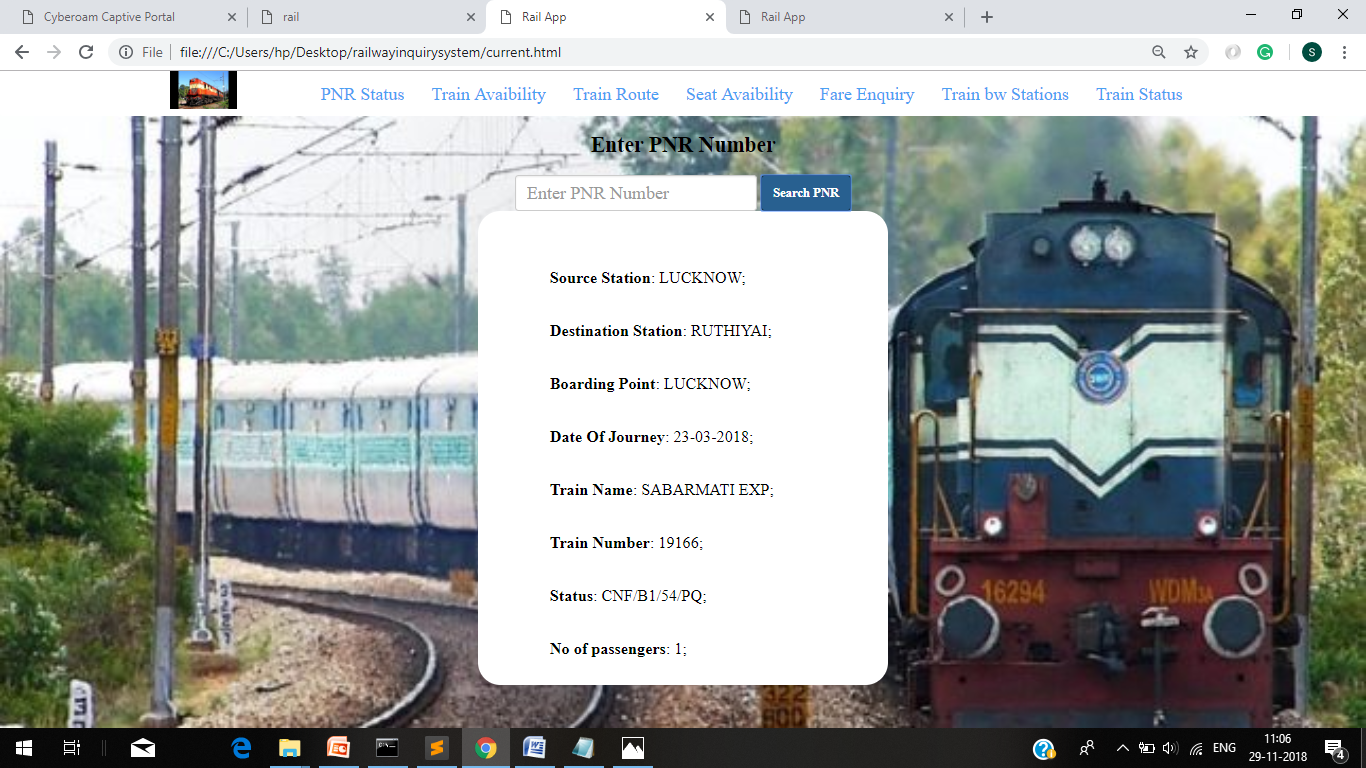 Cyberoam Captive Portal
rail
Rail App
Rail App
File
file:///C:/Users/hp/Desktop/railwayinquirysystem/current.html
S
PNR Status
Train Avaibility
Train Route
Seat Avaibility
Fare Enquiry
Train bw Stations
Train Status
Enter PNR Number
Enter PNR Number
Search PNR
Source Station: LUCKNOW;
Destination Station: RUTHIYAI;
Boarding Point: LUCKNOW;
Date Of Journey: 23-03-2018;
Train Name: SABARMATI EXP;
Train Number: 19166;
Status: CNF/B1/54/PQ;
No of passengers: 1;
16294
WDM3A
322
ENG
11:06
29-11-2018
4